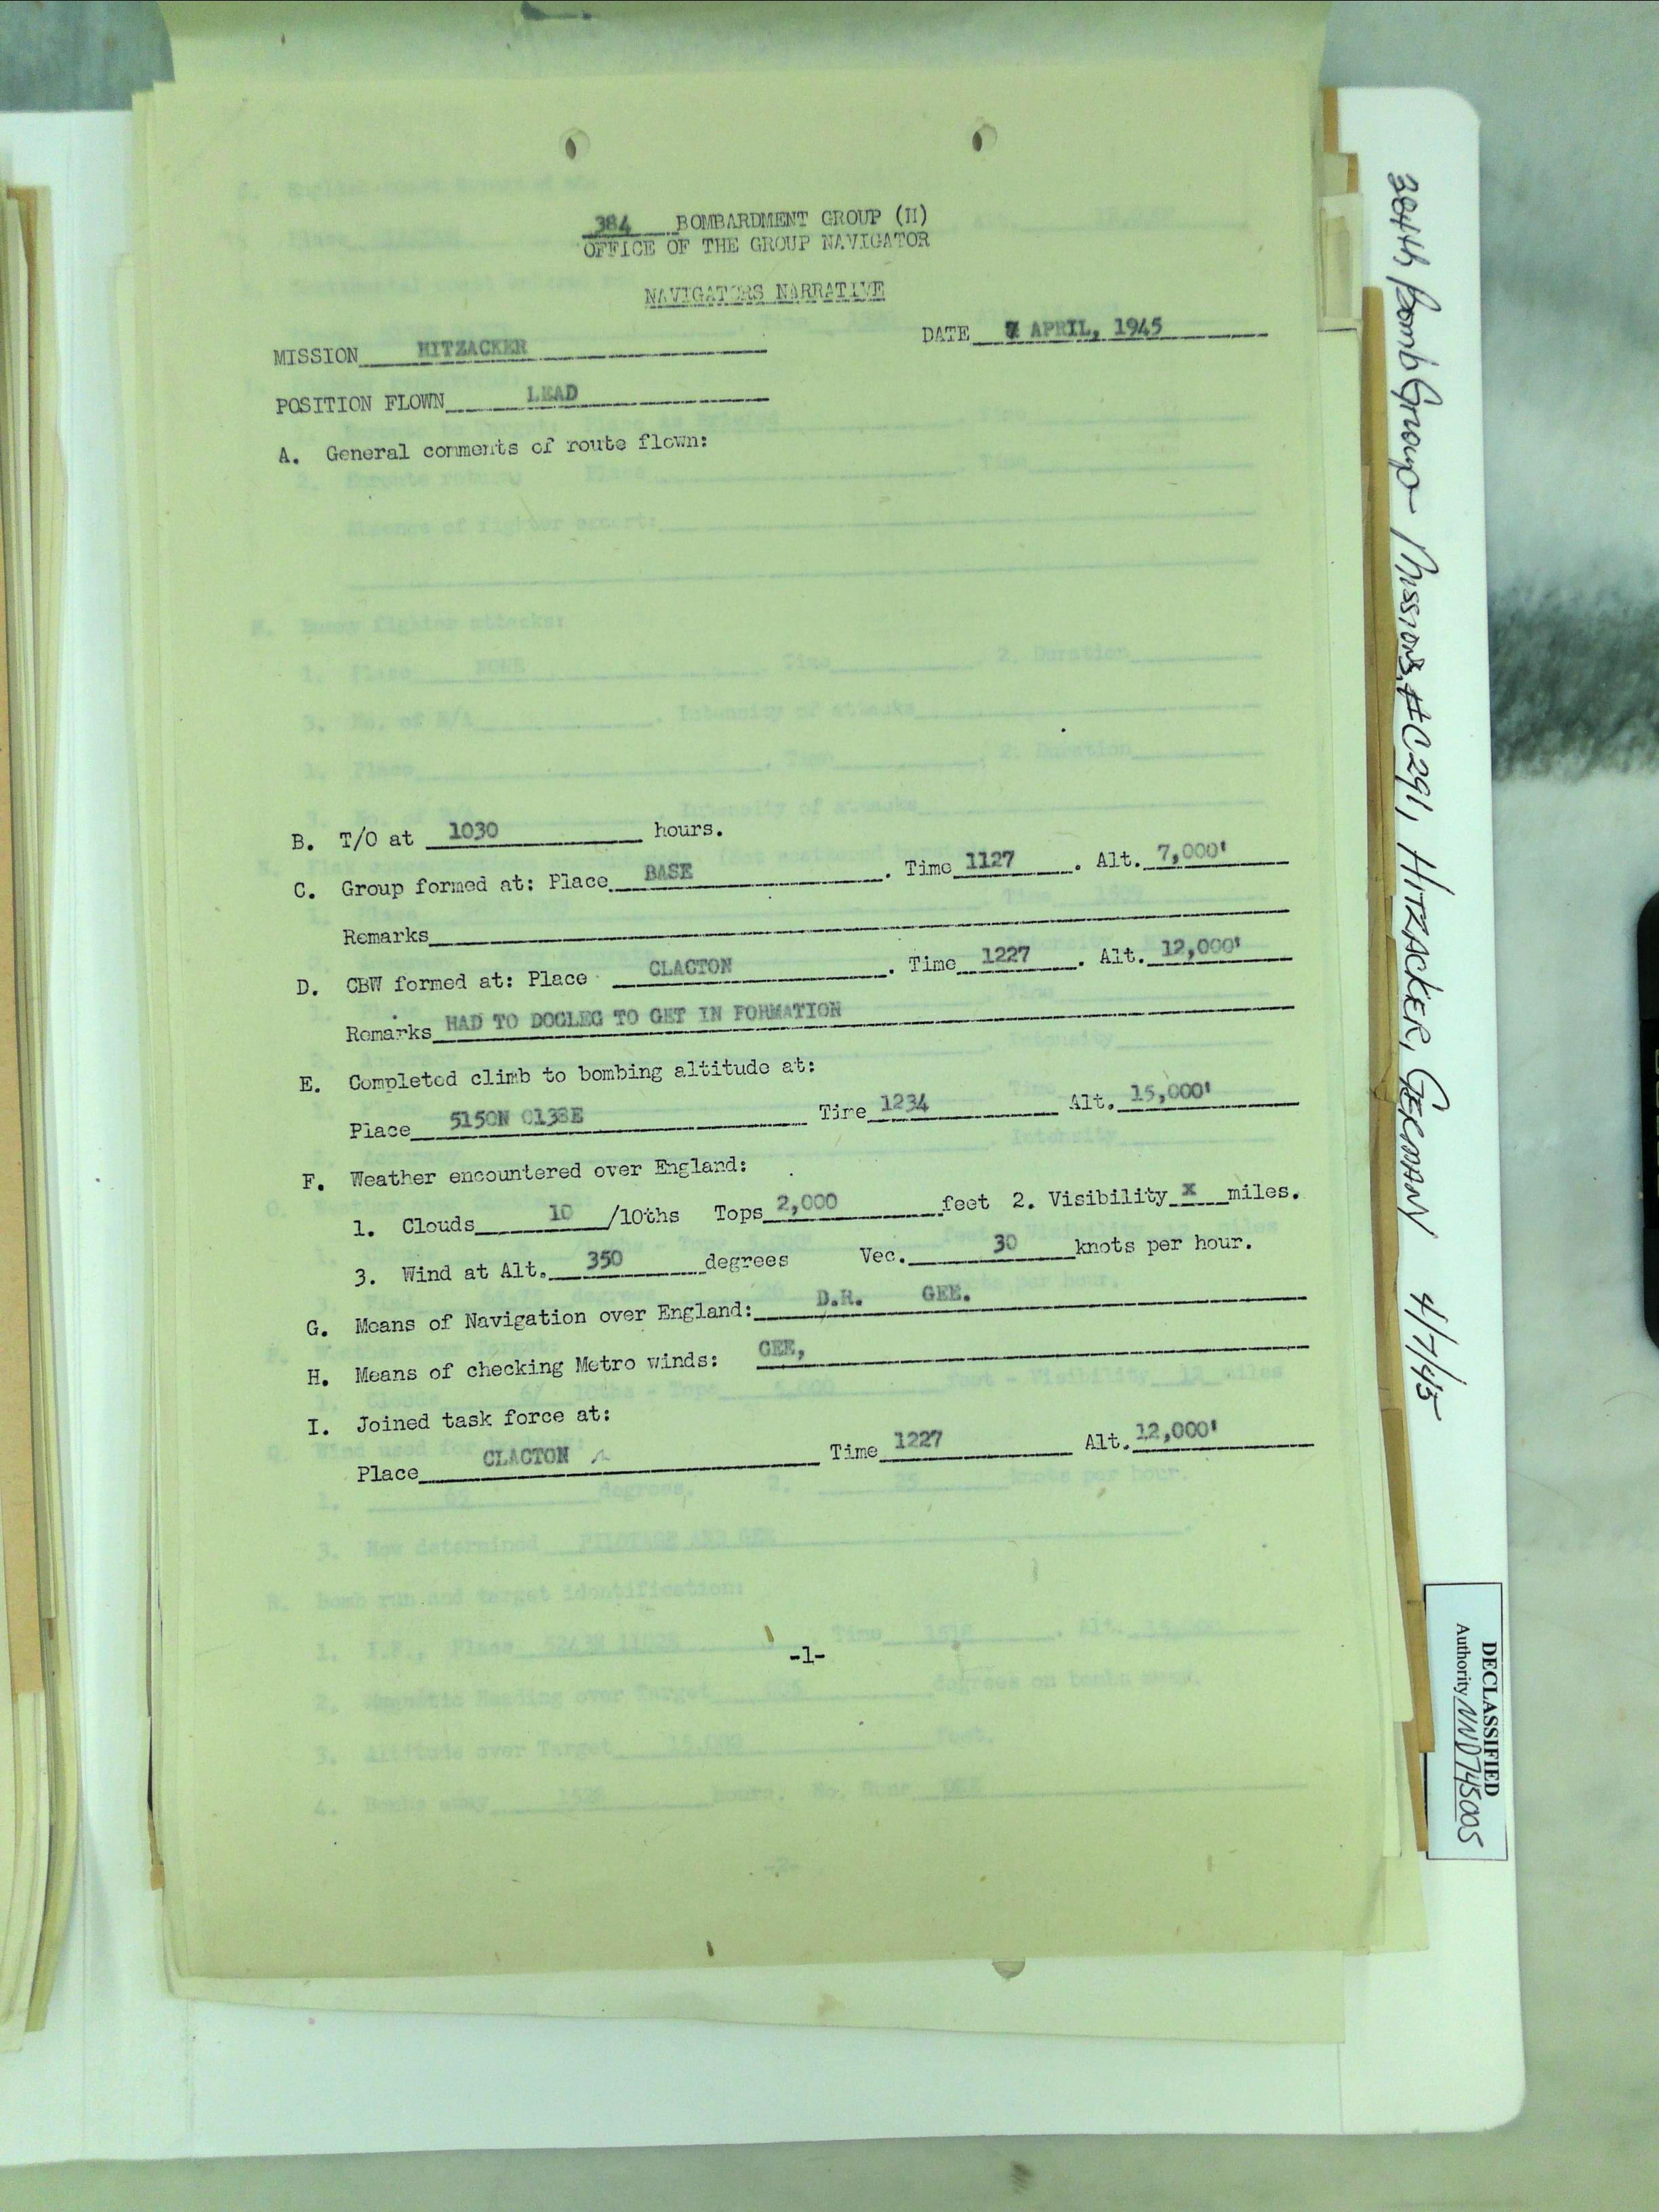 384 BOMBARDMENT GROUP (H)
OFFICE OF THE GROUP NAVIGATOR
NAVIGATORS NARRATIVE
DATE 7 APRIL, 1945
MISSION HITZACKER
POSITION FLOWN LEAD
A. General comments of route flown:
B. T/O at 1030 hours.
C. Group formed at: Place BASE. Time 1127. Alt. 7,000'
Remarks
D. CBW formed at: Place CLACTON. Time 1227. Alt. 12,000'
Remarks HAD TO DOGLEG TO GET IN FORMATION
E. Completed climb to bombing altitude at:
Place 5150N 0138E Time 1234 Alt. 15,000'
F. Weather encountered over England:
1. Clouds 10 /10ths Tops 2,000 feet 2. Visibility x miles.
3. Wind at Alt. 350 degrees Vec. 30 knots per hour.
G. Means of Navigation over England: D.R. GEE.
H. Means of checking Metro winds: GEE,
I. Joined task force at:
Place CLACTON Time 1227 Alt. 12,000'
-1-
384th Bomb Group Mission #C291, HITZACKER, GERMAN 4/7/45
DECLASSIFIED
Authority NND745005